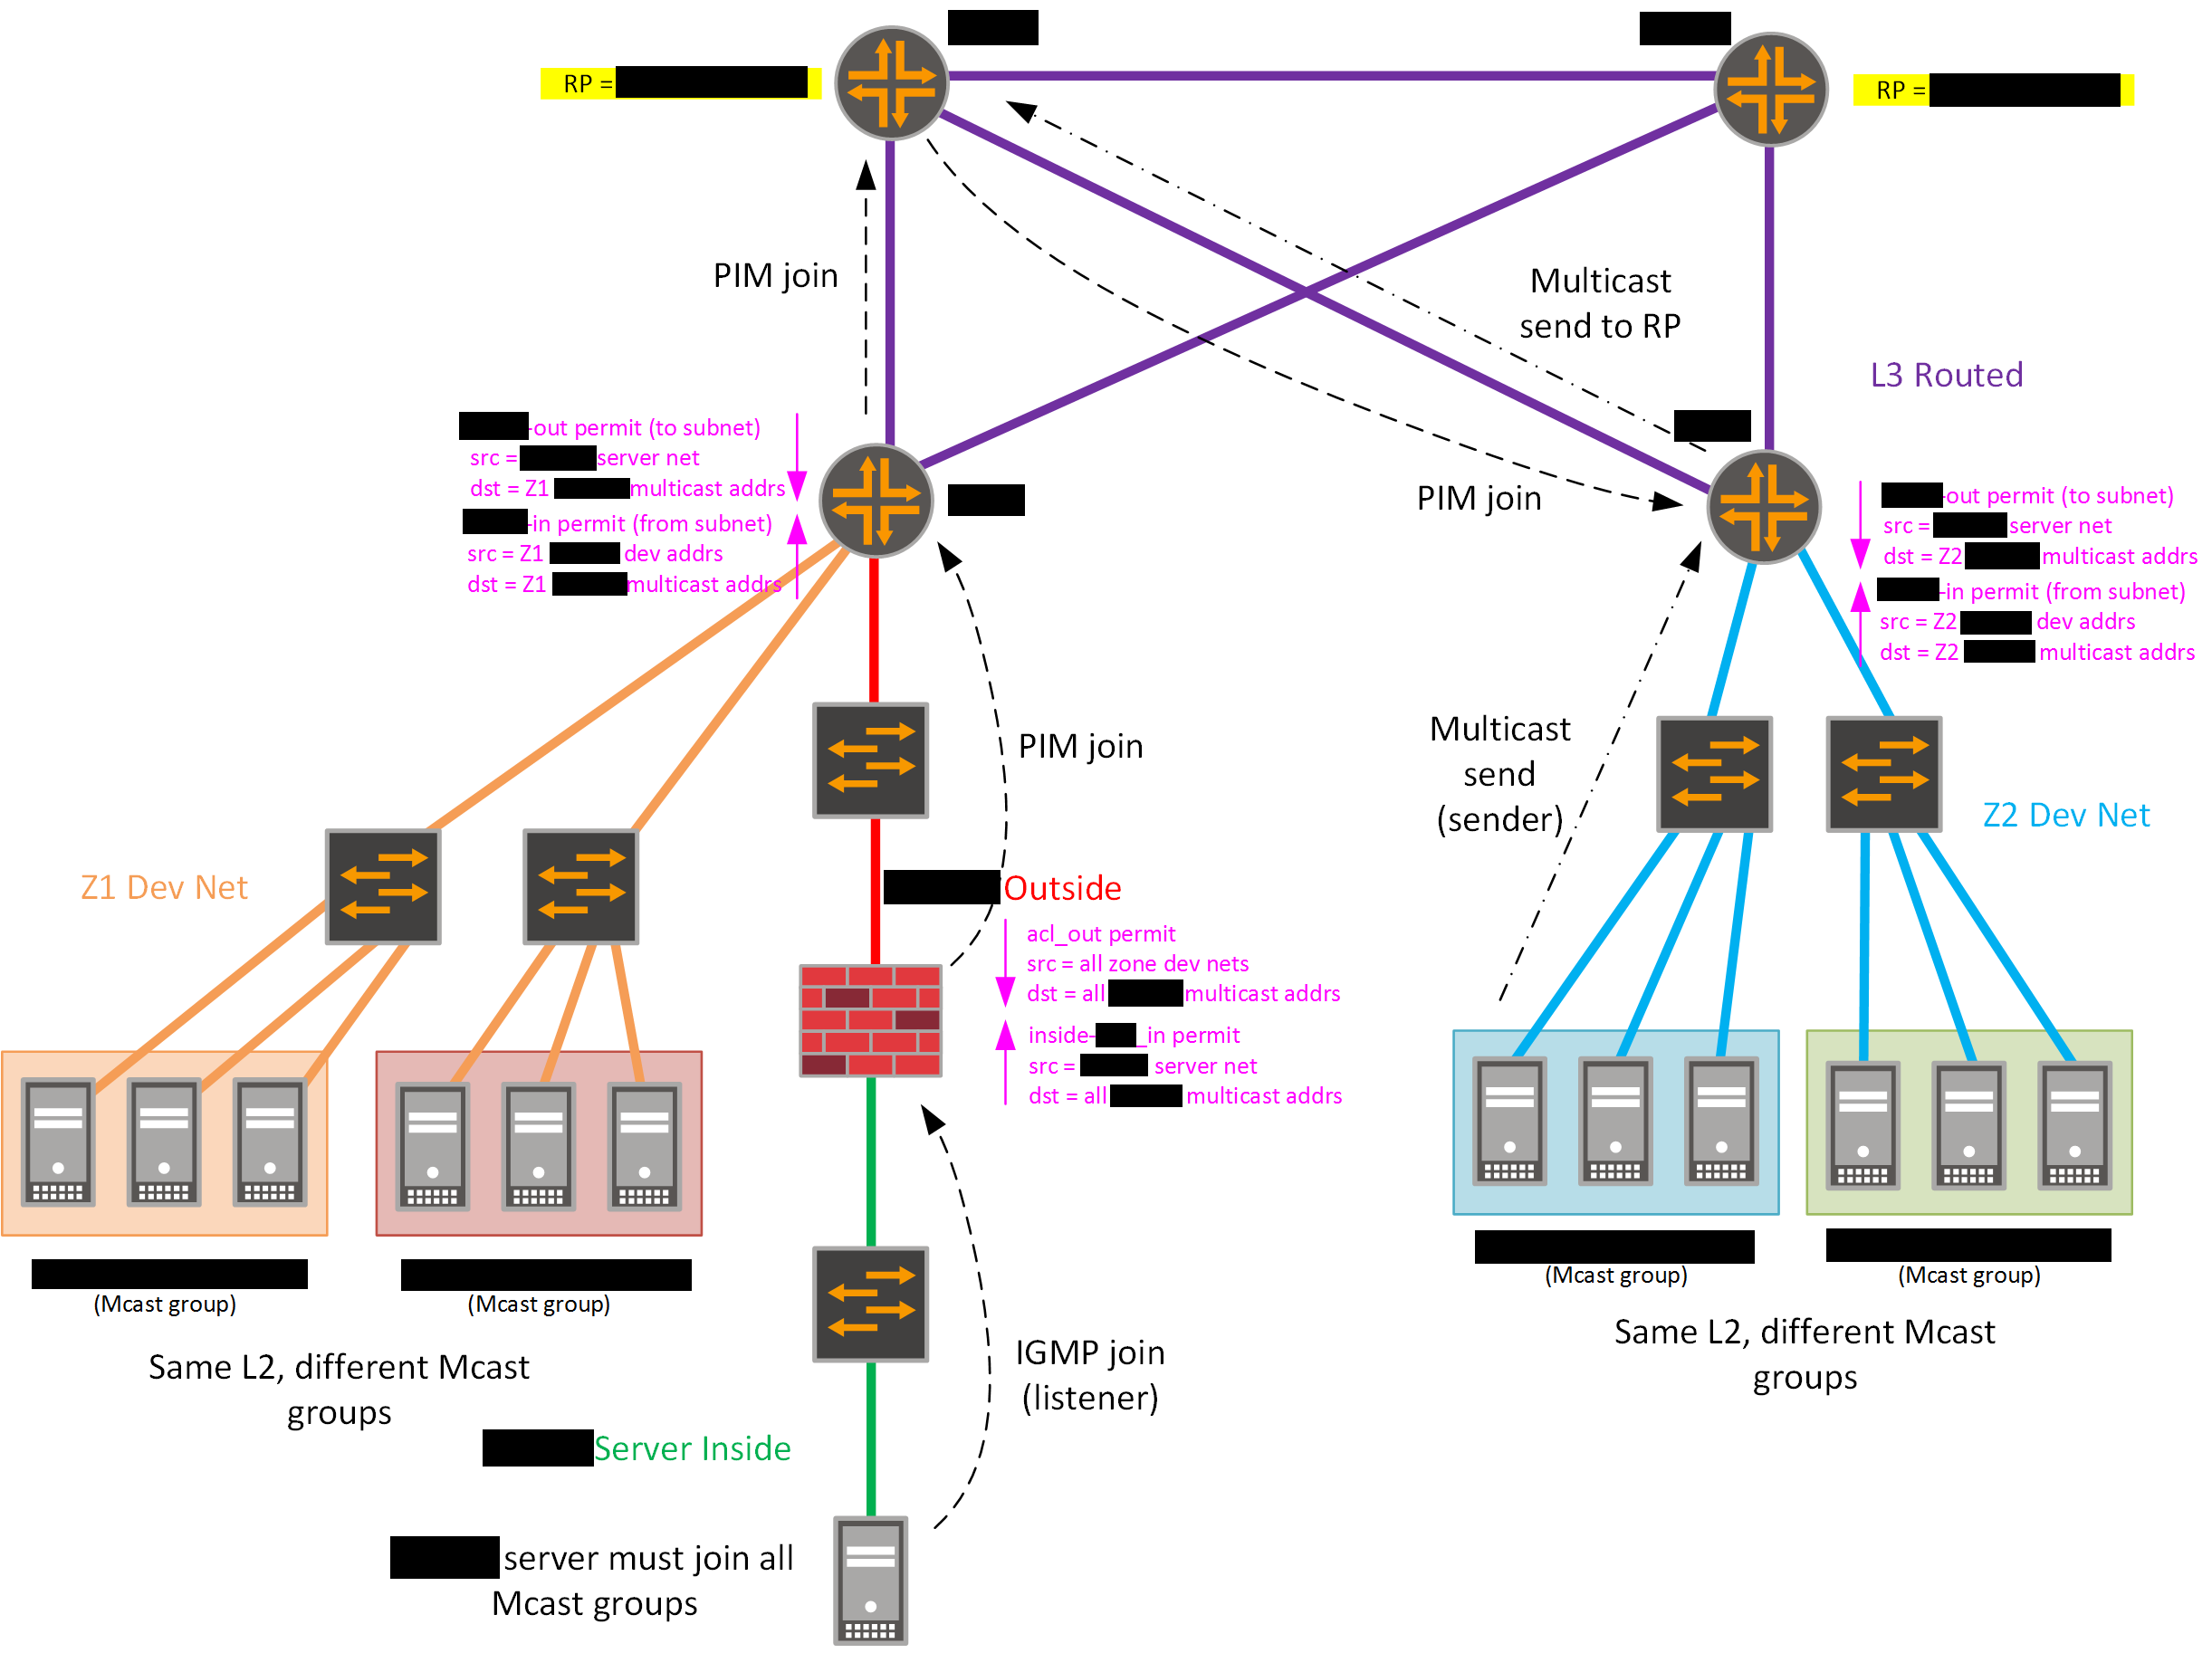 RP =
RP =
PIM join
Multicast
send to RP
L3 Routed
-out permit (to subnet)
src = server net
dst = Z1 multicast addrs
-in permit (from subnet)
src = Z1 dev addrs
dst = Z1 multicast addrs
PIM join
-out permit (to subnet)
src = server net
dst = Z2 multicast addrs
-in permit (from subnet)
src = Z2 dev addrs
dst = Z2 multicast addrs
PIM join
Multicast
send
(sender)
Z2 Dev Net
Z1 Dev Net
Outside
acl_out permit
src = all zone dev nets
dst = all multicast addrs
inside-_in permit
src = server net
dst = all multicast addrs
(Mcast group)
(Mcast group)
(Mcast group)
(Mcast group)
Same L2, different Mcast
groups
Same L2, different Mcast
groups
IGMP join
(listener)
Server Inside
server must join all
Mcast groups